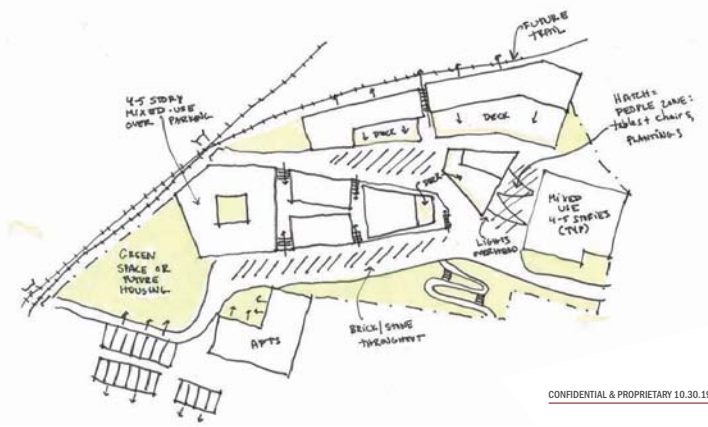 FUTURE
TRAIL
4-5 STORY
MIXED-USE
OVER PARKING
HATCH =
PEOPLE ZONE:
tables + chairs,
PLANTINGS
DECK
DECK
DECK
MIXED
USE
4-5 STORIES
(TYP)
LIGHTS
OVERHEAD
GREEN
SPACE OR
FUTURE
HOUSING
APTS
BRICK/STONE
THROUGHOUT
CONFIDENTIAL & PROPRIETARY 10.30.19